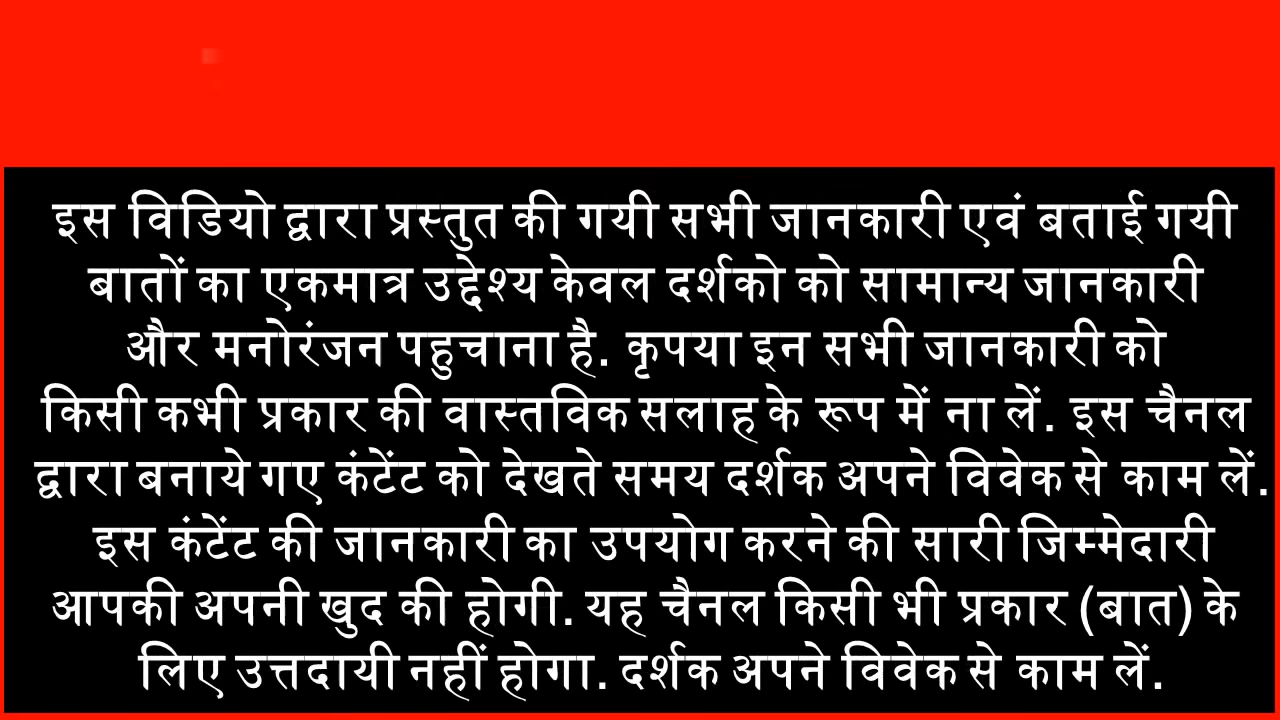 इस विडियो द्वारा प्रस्तुत की गयी सभी जानकारी एवं बताई गयी
बातों का एकमात्र उद्देश्य केवल दर्शको को सामान्य जानकारी
और मनोरंजन पहुचाना है. कृपया इन सभी जानकारी को
किसी कभी प्रकार की वास्तविक सलाह के रूप में ना लें. इस चैनल
द्वारा बनाये गए कंटेंट को देखते समय दर्शक अपने विवेक से काम लें.
इस कंटेंट की जानकारी का उपयोग करने की सारी जिम्मेदारी
आपकी अपनी खुद की होगी. यह चैनल किसी भी प्रकार (बात) के
लिए उत्तदायी नहीं होगा. दर्शक अपने विवेक से काम लें.